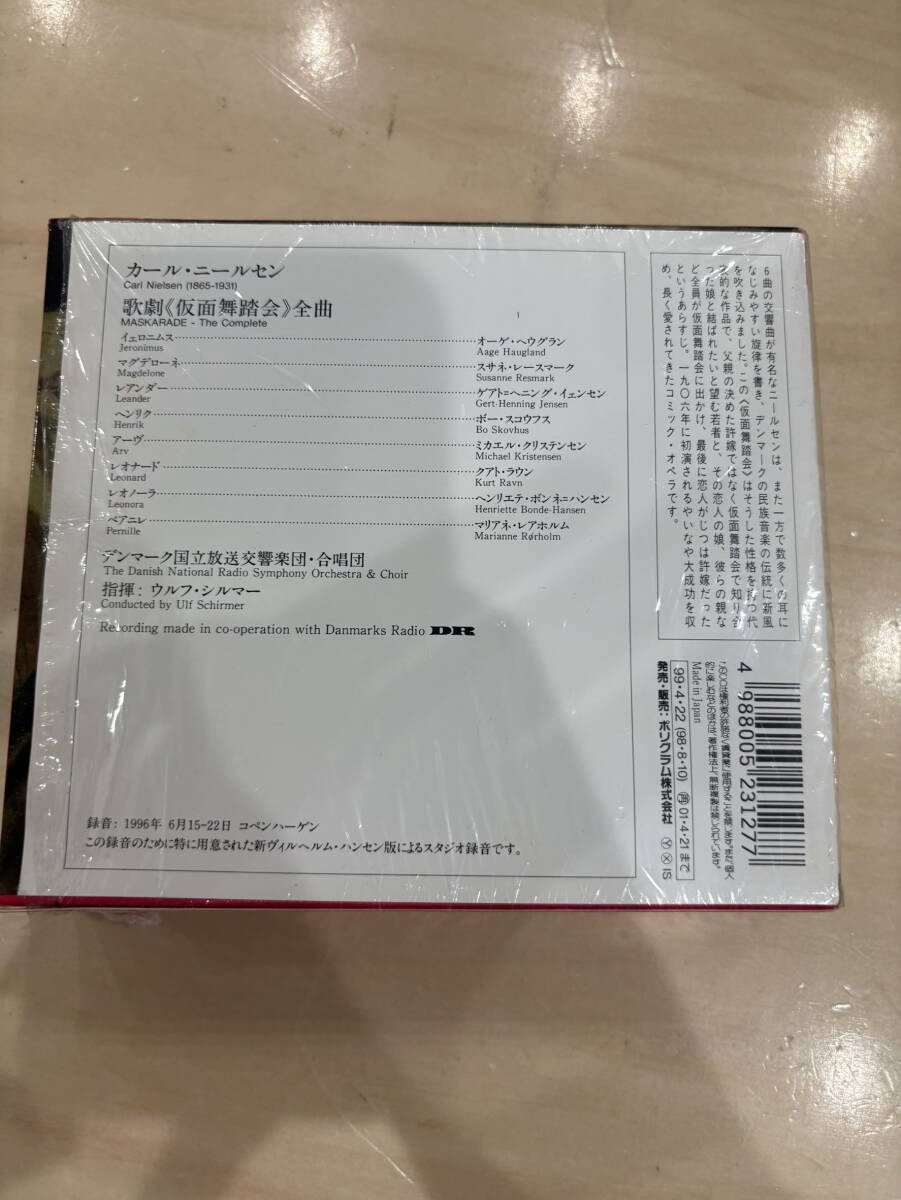 カール・ニールセン
Carl Nielsen (1865-1931)
歌劇《仮面舞踏会》全曲
MASKARADE - The Complete
イェロニムス オーゲ・ヘウグラン
Jeronimus Aage Haugland
マグデローネ スサネ・レースマーク
Magdelone Susanne Resmark
レアンダー ゲアト=ヘニング・イェンセン
Leander Gert-Henning Jensen
ヘンリク ボー・スコウフス
Henrik Bo Skovhus
アーヴ ミカエル・クリステンセン
Arv Michael Kristensen
レオナード クアト・ラウン
Leonard Kurt Ravn
レオノーラ ヘンリエテ・ボンネ=ハンセン
Leonora Henriette Bonde-Hansen
ペアニレ マリアネ・レアホルム
Pernille Marianne Rørholm
デンマーク国立放送交響楽団・合唱団
The Danish National Radio Symphony Orchestra & Choir
指揮: ウルフ・シルマー
Conducted by Ulf Schirmer
Recording made in co-operation with Danmarks Radio DR
録音: 1996年 6月15-22日 コペンハーゲン
この録音のために特に用意された新ヴィルヘルム・ハンセン版によるスタジオ録音です。
6曲の交響曲が有名なニールセンは、また一方で数多くの耳に
なじみやすい旋律を書き、デンマークの民族音楽の伝統に新風
を吹き込みました。この《仮面舞踏会》はそうした性格を持つ代
表的な作品で、父親の決めた許嫁ではなく仮面舞踏会で知り合
った娘と結ばれたいと望む若者と、その恋人の娘、彼らの親な
ど全員が仮面舞踏会に出かけ、最後に恋人がじつは許嫁だった
というあらすじ。一九〇六年に初演されるやいなや大成功を収
め、長く愛されてきたコミック・オペラです。
4 988005 231277
Made in Japan
99・4・22 (98・8・10) 再 01・4・21まで
発売・販売元: ポリグラム株式会社
Y X IS